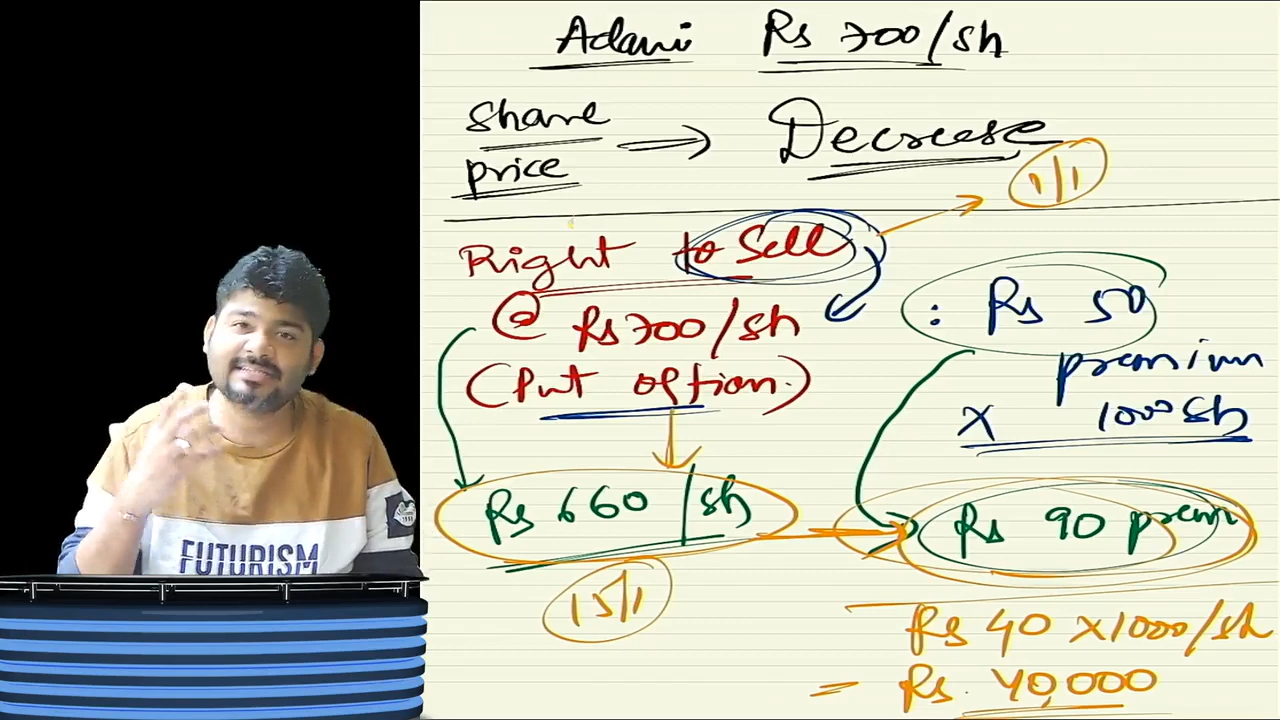 Adani Rs 700/sh
share price ⇒ Decrease
1/1
Right to Sell
@ Rs 700/sh
(Put option.)
: Rs 50
premium
x 1000 sh
Rs 660/sh
Rs 90 prem
15/1
Rs 40 x1000/sh
= Rs. 40,000
FUTURISM